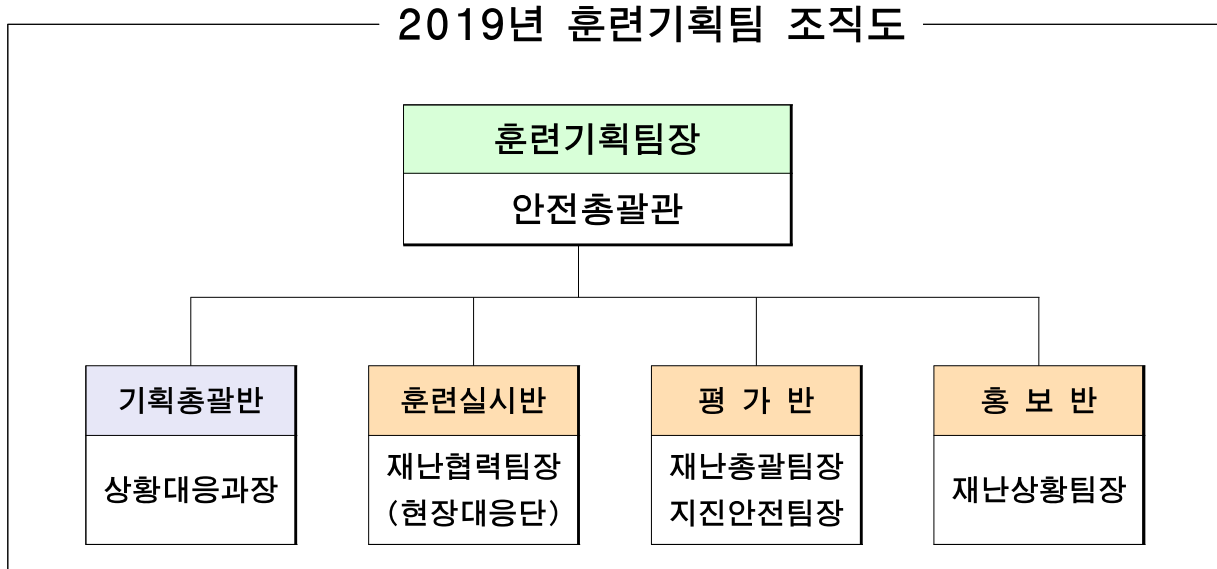 2019년 훈련기획팀 조직도
훈련기획팀장
안전총괄관
기획총괄반
상황대응과장
훈련실시반
재난협력팀장
(현장대응단)
평 가 반
재난총괄팀장
지진안전팀장
홍 보 반
재난상황팀장